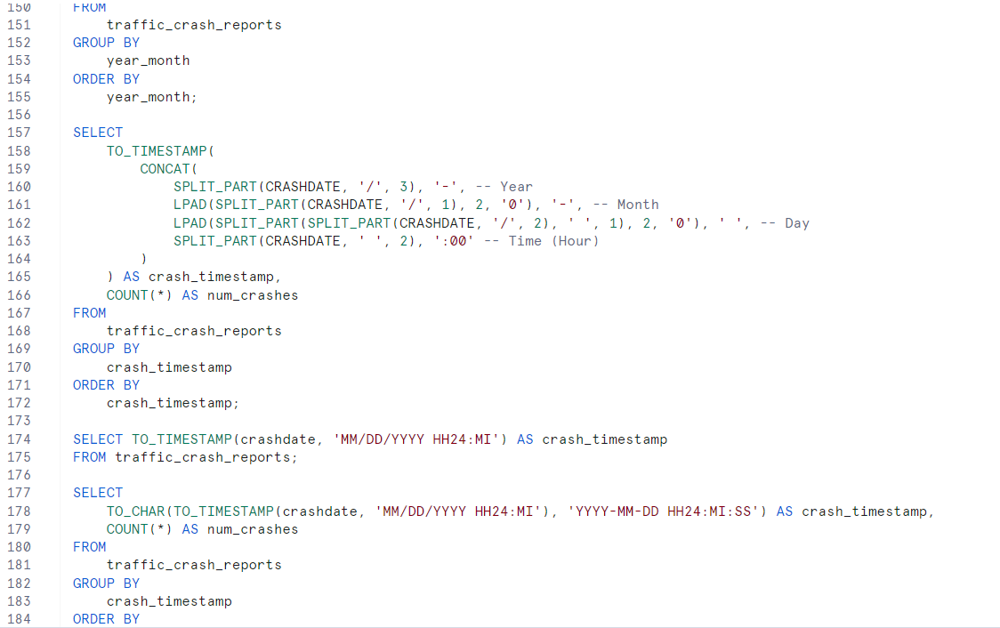 150 FROM
151 traffic_crash_reports
152 GROUP BY
153 year_month
154 ORDER BY
155 year_month;
156
157 SELECT
158 TO_TIMESTAMP(
159 CONCAT(
160 SPLIT_PART(CRASHDATE, '/', 3), '-', -- Year
161 LPAD(SPLIT_PART(CRASHDATE, '/', 1), 2, '0'), '-', -- Month
162 LPAD(SPLIT_PART(SPLIT_PART(CRASHDATE, '/', 2), ' ', 1), 2, '0'), ' ', -- Day
163 SPLIT_PART(CRASHDATE, ' ', 2), ':00' -- Time (Hour)
164 )
165 ) AS crash_timestamp,
166 COUNT(*) AS num_crashes
167 FROM
168 traffic_crash_reports
169 GROUP BY
170 crash_timestamp
171 ORDER BY
172 crash_timestamp;
173
174 SELECT TO_TIMESTAMP(crashdate, 'MM/DD/YYYY HH24:MI') AS crash_timestamp
175 FROM traffic_crash_reports;
176
177 SELECT
178 TO_CHAR(TO_TIMESTAMP(crashdate, 'MM/DD/YYYY HH24:MI'), 'YYYY-MM-DD HH24:MI:SS') AS crash_timestamp,
179 COUNT(*) AS num_crashes
180 FROM
181 traffic_crash_reports
182 GROUP BY
183 crash_timestamp
184 ORDER BY